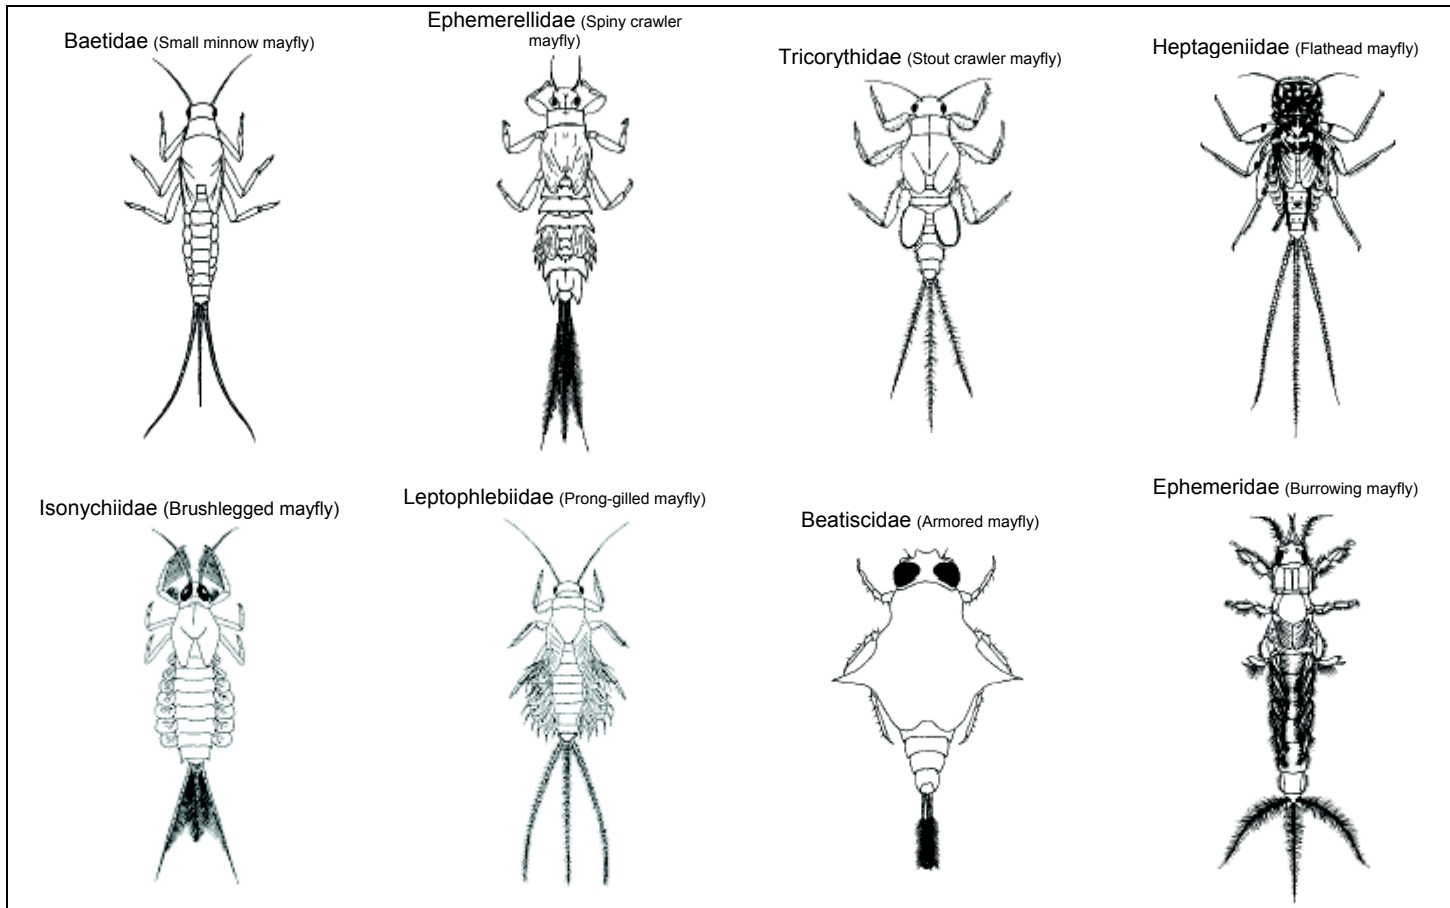 Baetidae (Small minnow mayfly)
Ephemerellidae (Spiny crawler
mayfly)
Tricorythidae (Stout crawler mayfly)
Heptageniidae (Flathead mayfly)
Isonychiidae (Brushlegged mayfly)
Leptophlebiidae (Prong-gilled mayfly)
Beatiscidae (Armored mayfly)
Ephemeridae (Burrowing mayfly)